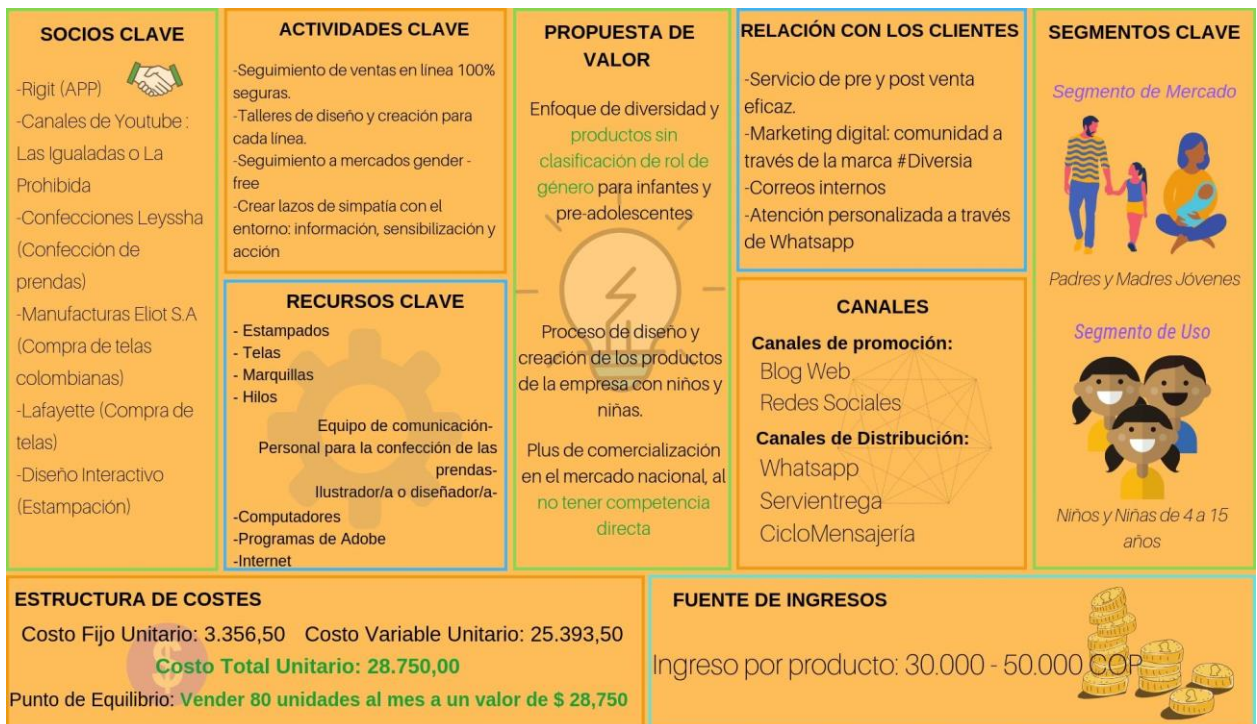 SOCIOS CLAVE
-Rigit (APP)
-Canales de Youtube :
Las Igualadas o La
Prohibida
-Confecciones Leyssha
(Confección de
prendas)
-Manufacturas Eliot S.A
(Compra de telas
colombianas)
-Lafayette (Compra de
telas)
-Diseño Interactivo
(Estampación)
ACTIVIDADES CLAVE
-Seguimiento de ventas en línea 100%
seguras.
-Talleres de diseño y creación para
cada línea.
-Seguimiento a mercados gender -
free
-Crear lazos de simpatía con el
entorno: información, sensibilización y
acción
RECURSOS CLAVE
- Estampados
- Telas
- Marquillas
- Hilos
Equipo de comunicación-
Personal para la confección de las
prendas-
Ilustrador/a o diseñador/a-
-Computadores
-Programas de Adobe
-Internet
PROPUESTA DE
VALOR
Enfoque de diversidad y
productos sin
clasificación de rol de
género para infantes y
pre-adolescentes
Proceso de diseño y
creación de los productos
de la empresa con niños y
niñas.
Plus de comercialización
en el mercado nacional, al
no tener competencia
directa
RELACIÓN CON LOS CLIENTES
-Servicio de pre y post venta
eficaz.
-Marketing digital: comunidad a
través de la marca #Diversia
-Correos internos
-Atención personalizada a través
de Whatsapp
CANALES
Canales de promoción:
Blog Web
Redes Sociales
Canales de Distribución:
Whatsapp
Servientrega
CicloMensajería
SEGMENTOS CLAVE
Segmento de Mercado
Padres y Madres Jóvenes
Segmento de Uso
Niños y Niñas de 4 a 15
años
ESTRUCTURA DE COSTES
Costo Fijo Unitario: 3.356,50 Costo Variable Unitario: 25.393,50
$
Costo Total Unitario: 28.750,00
Punto de Equilibrio: Vender 80 unidades al mes a un valor de $ 28,750
FUENTE DE INGRESOS
Ingreso por producto: 30.000 - 50.000 COP